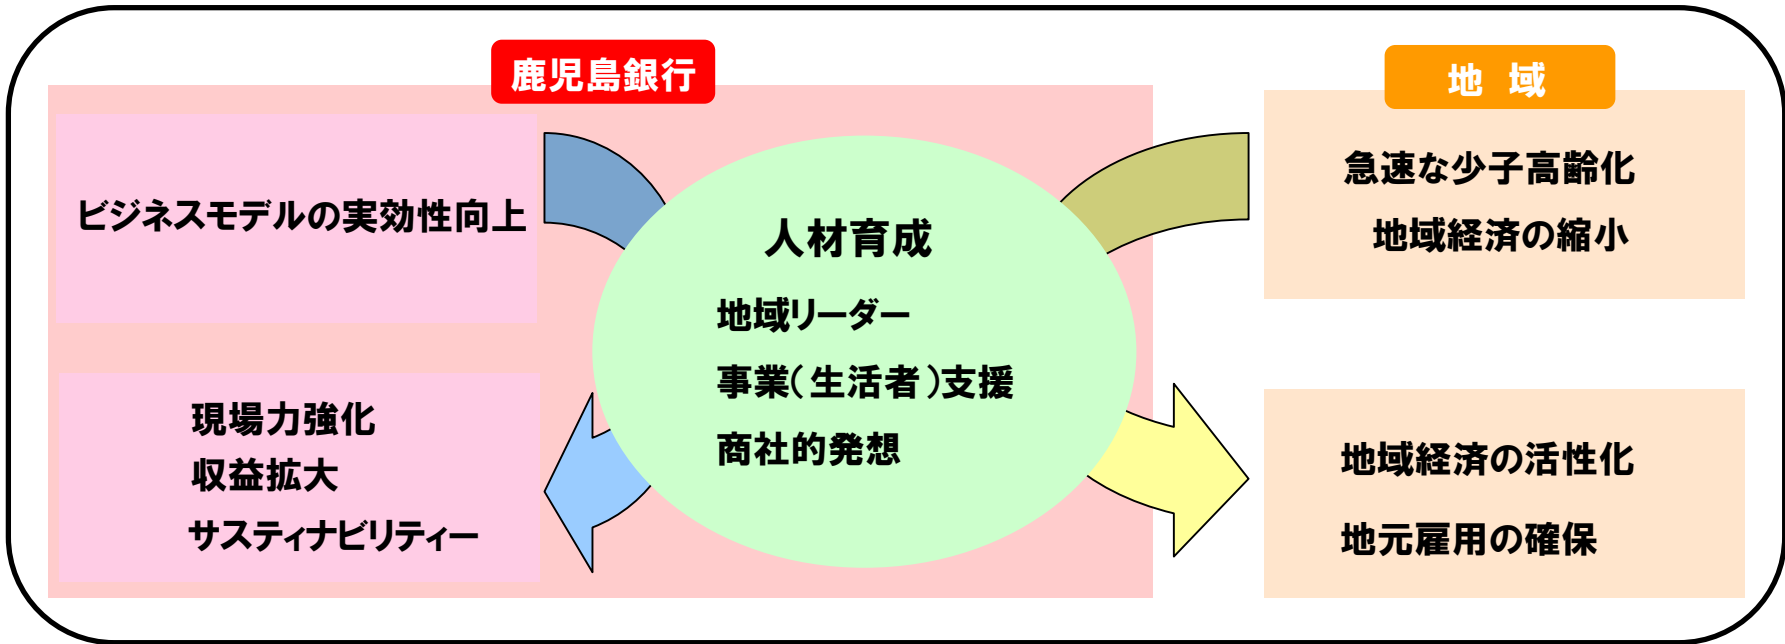 鹿児島銀行
ビジネスモデルの実効性向上
現場力強化
収益拡大
サスティナビリティー
人材育成
地域リーダー
事業(生活者)支援
商社的発想
地 域
急速な少子高齢化
地域経済の縮小
地域経済の活性化
地元雇用の確保